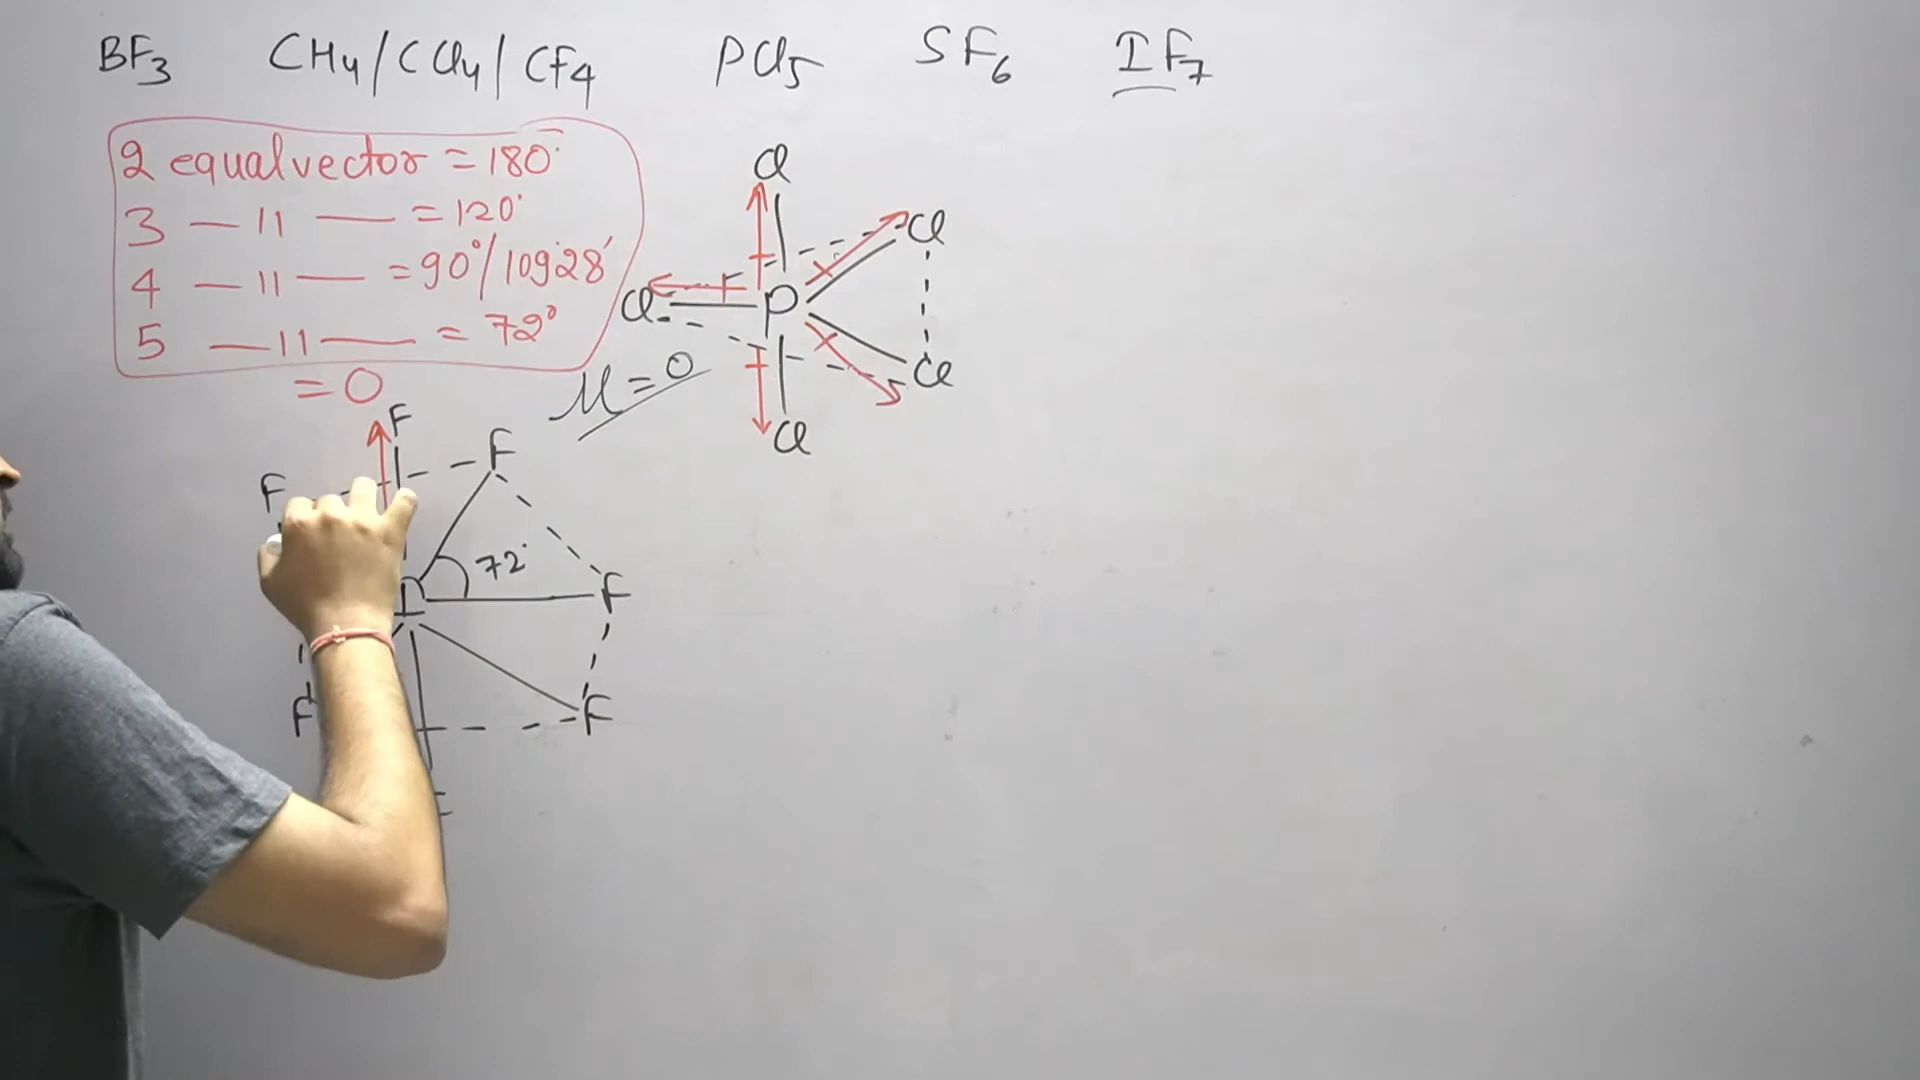 BF3 CH4/CCl4/CF4 PCl5 SF6 IF7
2 equal vector = 180°
3 — 11 — = 120°
4 — 11 — = 90°/109°28'
5 — 11 — = 72°
= 0
μ = 0
Cl
Cl
Cl P
Cl
Cl
F
F
F
72°
I F
F F